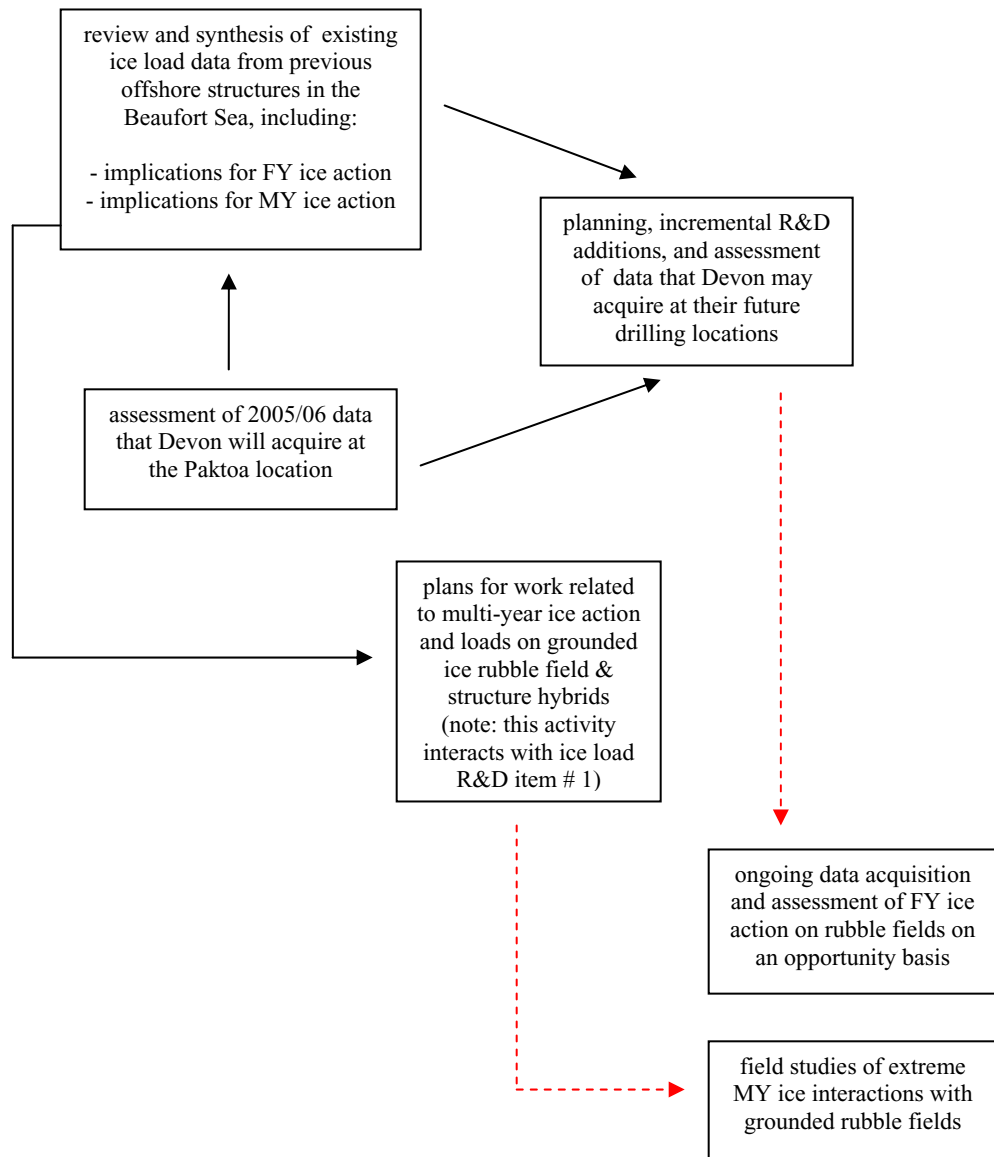 review and synthesis of existing
ice load data from previous
offshore structures in the
Beaufort Sea, including:
- implications for FY ice action
- implications for MY ice action
planning, incremental R&D
additions, and assessment
of data that Devon may
acquire at their future
drilling locations
assessment of 2005/06 data
that Devon will acquire at
the Paktoa location
plans for work related
to multi-year ice action
and loads on grounded
ice rubble field &
structure hybrids
(note: this activity
interacts with ice load
R&D item # 1)
ongoing data acquisition
and assessment of FY ice
action on rubble fields on
an opportunity basis
field studies of extreme
MY ice interactions with
grounded rubble fields